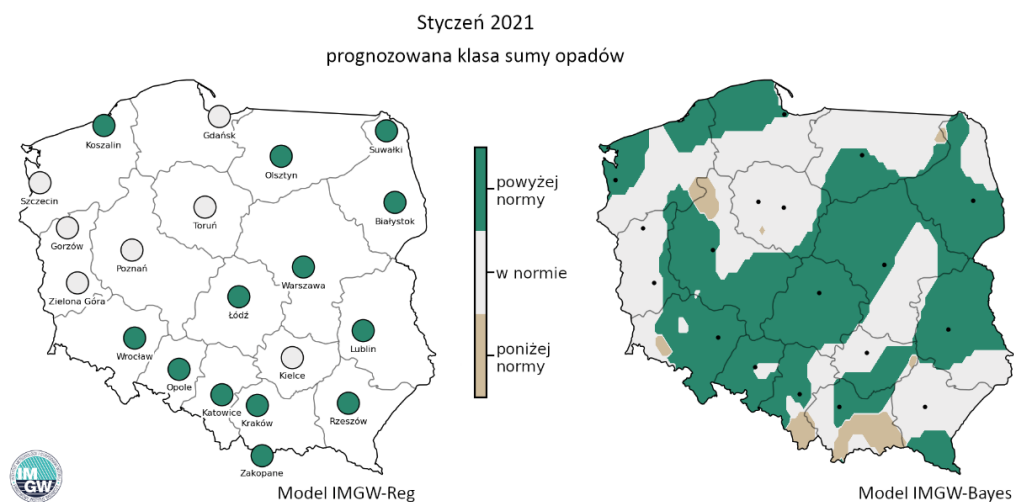 Styczeń 2021
prognozowana klasa sumy opadów
Koszalin
Gdańsk
Suwałki
Olsztyn
Szczecin
Białystok
Toruń
Gorzów
Poznań
Zielona Góra
Warszawa
Łódź
Wrocław
Lublin
Opole
Kielce
Katowice
Kraków
Rzeszów
Zakopane
powyżej
normy
w normie
poniżej
normy
IM
GW
Model IMGW-Reg
Model IMGW-Bayes